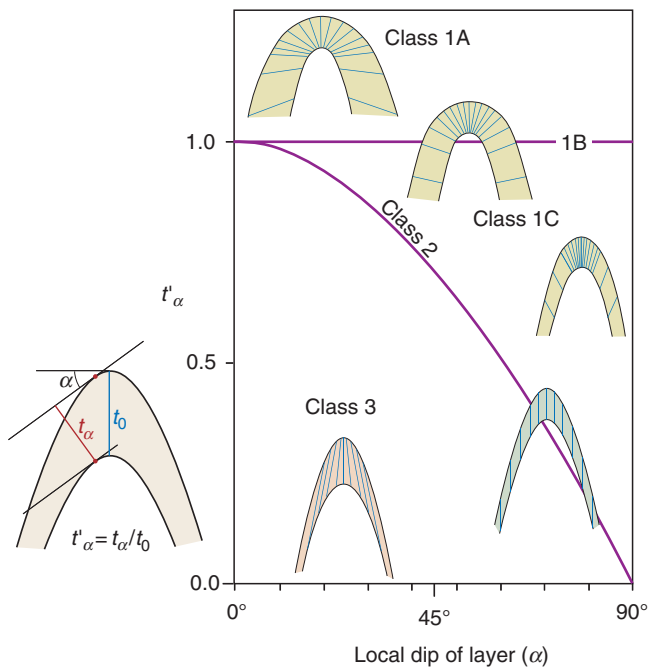 Class 1A
1.0
1B
Class 1C
Class 2
t'α
0.5
α
tα
t0
Class 3
t'α = tα/t0
0.0
0°
45°
90°
Local dip of layer (α)